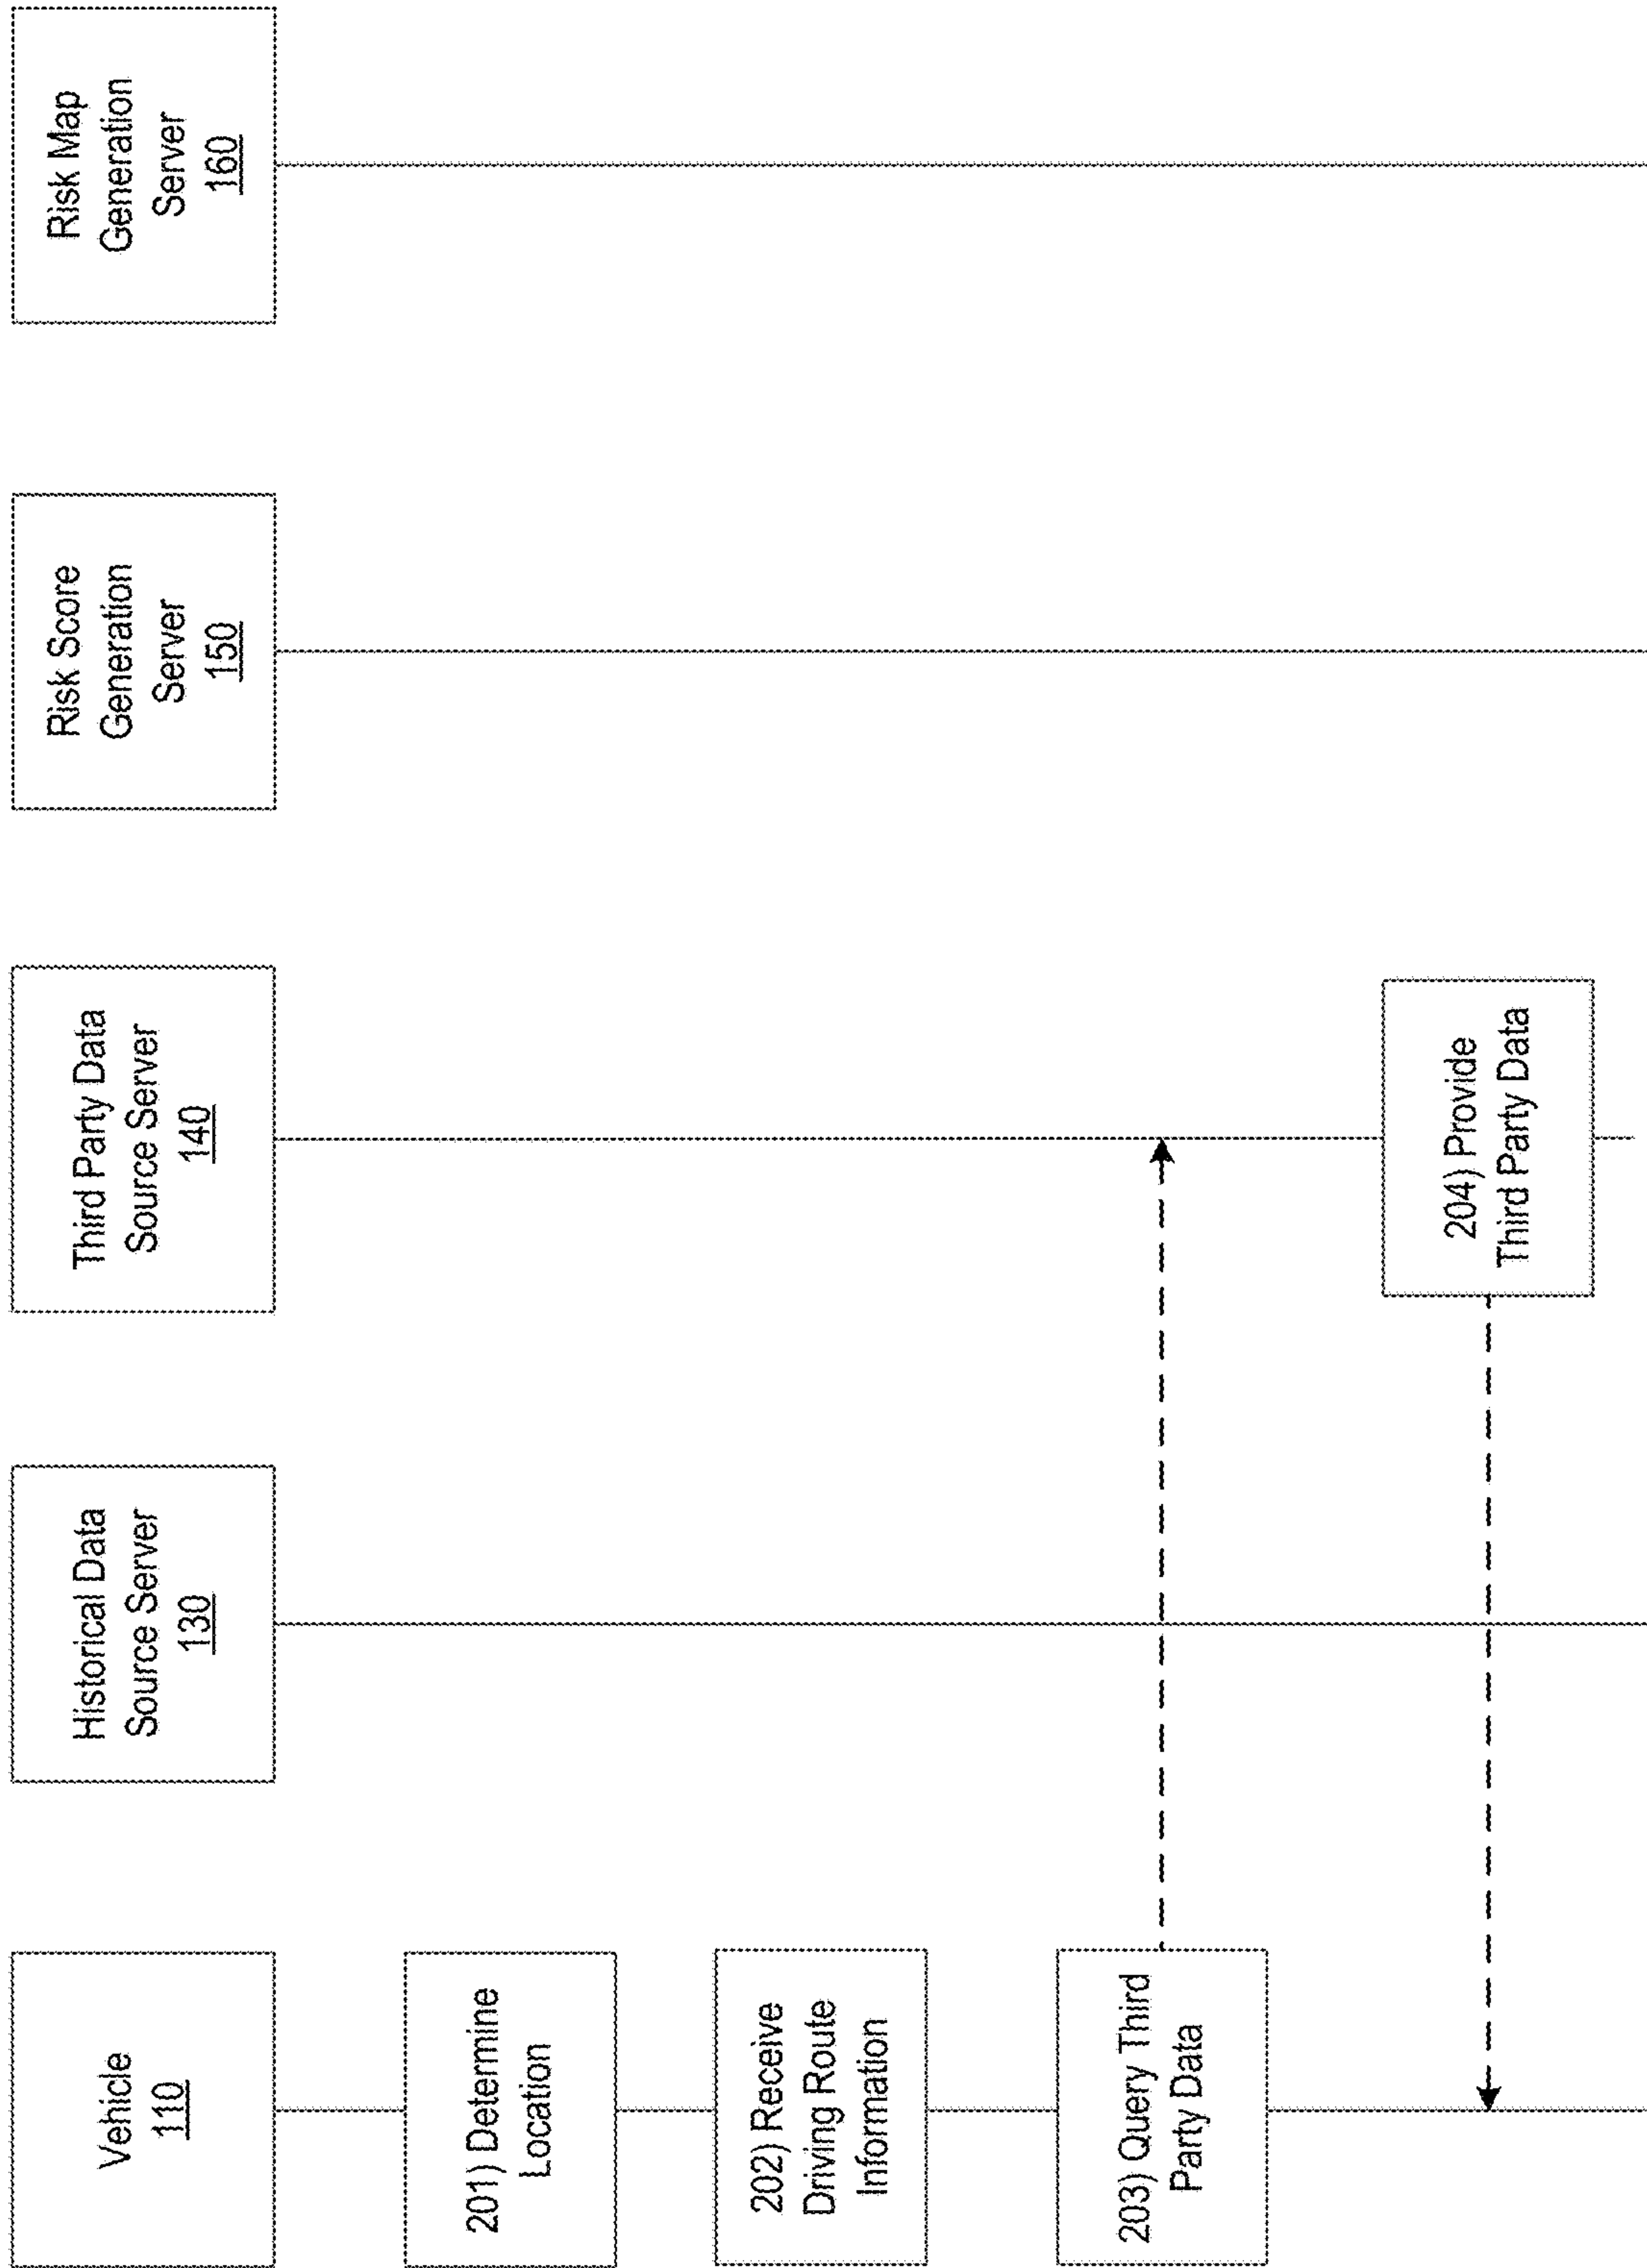 Vehicle
110
Historical Data
Source Server
130
Third Party Data
Source Server
140
Risk Score
Generation
Server
150
Risk Map
Generation
Server
160
201) Determine
Location
202) Receive
Driving Route
Information
203) Query Third
Party Data
204) Provide
Third Party Data